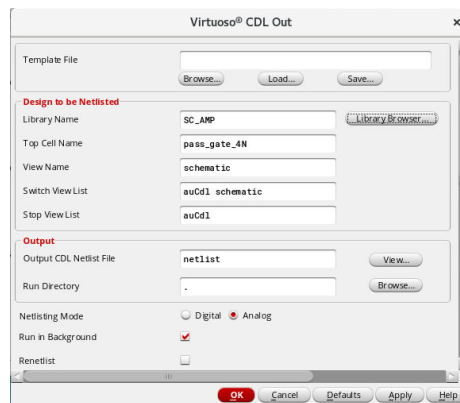 Virtuoso® CDL Out
Template File
Browse... Load... Save...
Design to be Netlisted
Library Name SC_AMP Library Browser...
Top Cell Name pass_gate_4N
View Name schematic
Switch View List auCdl schematic
Stop View List auCdl
Output
Output CDL Netlist File netlist View...
Run Directory . Browse...
Netlisting Mode Digital Analog
Run in Background
Renetlist
OK Cancel Defaults Apply Help